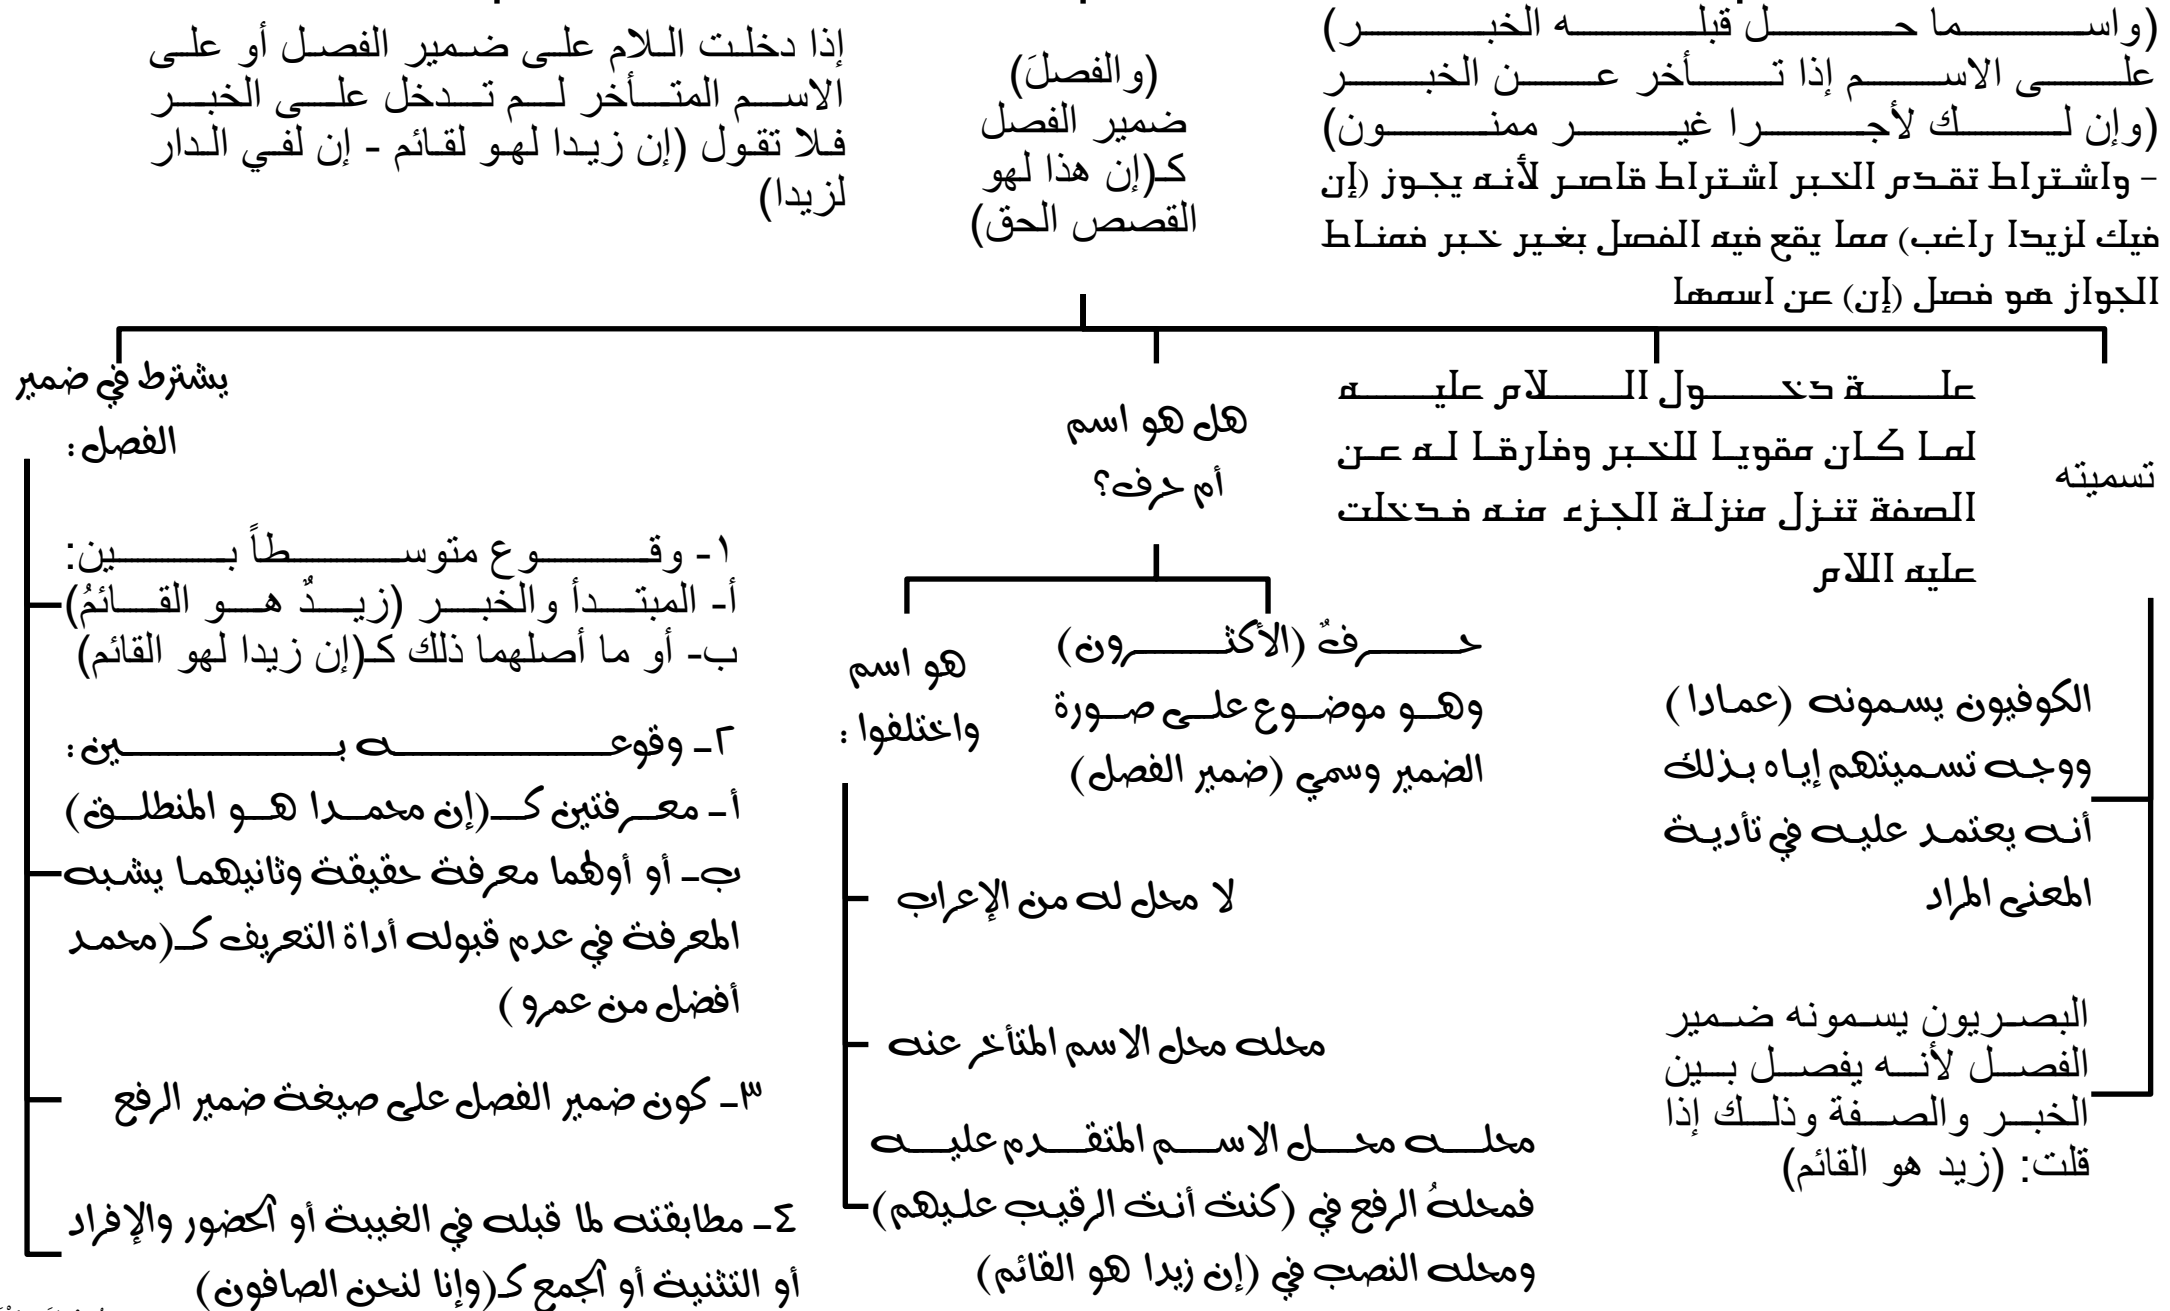 (واسما حل قبله الخبر)
على الاسم إذا تأخر عن الخبر
(وإن لك لأجرا غير ممنون)
- واشتراط تقدم الخبر اشتراط قاصر لأنه يجوز (إن
فيك لزيدا راغب) مما يقع فيه الفصل بغير خبر فمناط
الجواز هو فصل (إن) عن اسمها
(والفصلَ)
ضمير الفصل
كـ(إن هذا لهو
القصص الحق)
إذا دخلت اللام على ضمير الفصل أو على
الاسم المتأخر لم تدخل على الخبر
فلا تقول (إن زيدا لهو لقائم - إن لفي الدار
لزيدا)
تسميته
الكوفيون يسمونه (عمادا)
ووجه تسميتهم إياه بذلك
أنه يعتمد عليه في تأدية
المعنى المراد
البصريون يسمونه ضمير
الفصل لأنه يفصل بين
الخبر والصفة وذلك إذا
قلت: (زيد هو القائم)
علة دخول اللام عليه
لما كان مقويا للخبر وفارقا له عن
الصفة تنزل منزلة الجزء منه فدخلت
عليه اللام
هل هو اسم
أم حرف؟
حرفٌ (الأكثرون)
وهو موضوع على صورة
الضمير وسمي (ضمير الفصل)
هو اسم
واختلفوا:
لا محل له من الإعراب
محله محل الاسم المتأخر عنه
محله محل الاسم المتقدم عليه
فمحلهُ الرفع في (كنت أنت الرقيب عليهم)
ومحله النصب في (إن زيدا هو القائم)
يشترط في ضمير
الفصل:
١- وقوع متوسطاً بين:
أ- المبتدأ والخبر (زيدٌ هو القائمُ)
ب- أو ما أصلهما ذلك كـ(إن زيدا لهو القائم)
٢- وقوعه بين:
أ- معرفتين كـ(إن محمدا هو المنطلق)
ب- أو أوهما معرفة حقيقة وثانيهما يشبه
المعرفة في عدم قبوله أداة التعريف كـ(محمد
أفضل من عمرو)
٣- كون ضمير الفصل على صيغة ضمير الرفع
٤- مطابقته لما قبله في الغيبة أو الحضور والإفراد
أو التثنية أو الجمع كـ(وإنا لنحن الصافون)